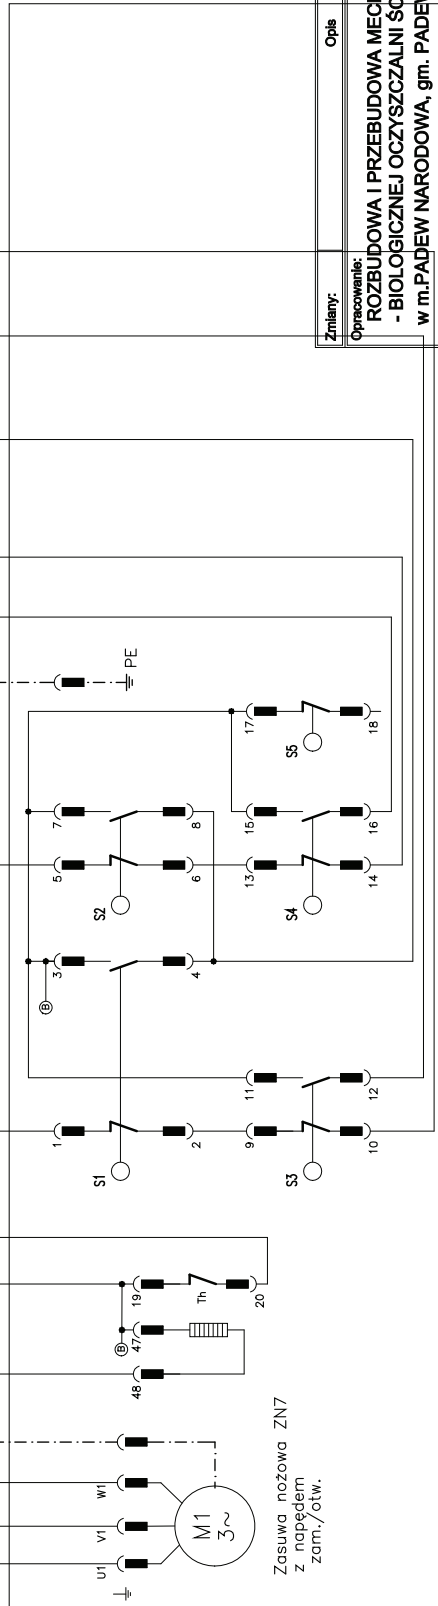 U1
V1
W1
M1
3~
Zasuwa nożowa ZN7
z napędem
zam./otw.
48
47
19
B
Th
20
S1
1
2
3
4
B
S2
5
6
7
8
PE
S3
9
10
11
12
S4
13
14
15
16
S5
17
18
Zmiany:
Opis
Opracowanie:
ROZBUDOWA I PRZEBUDOWA MEC
- BIOLOGICZNEJ OCZYSZCZALNI ŚC
w m.PADEW NARODOWA, gm. PADEW